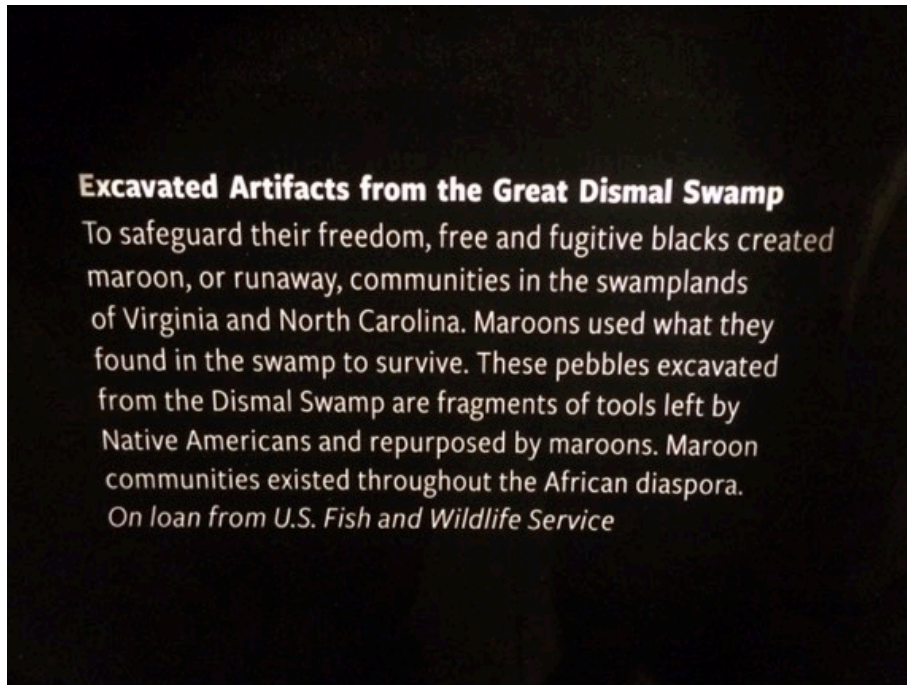 Excavated Artifacts from the Great Dismal Swamp
To safeguard their freedom, free and fugitive blacks created
maroon, or runaway, communities in the swamplands
of Virginia and North Carolina. Maroons used what they
found in the swamp to survive. These pebbles excavated
from the Dismal Swamp are fragments of tools left by
Native Americans and repurposed by maroons. Maroon
communities existed throughout the African diaspora.
On loan from U.S. Fish and Wildlife Service